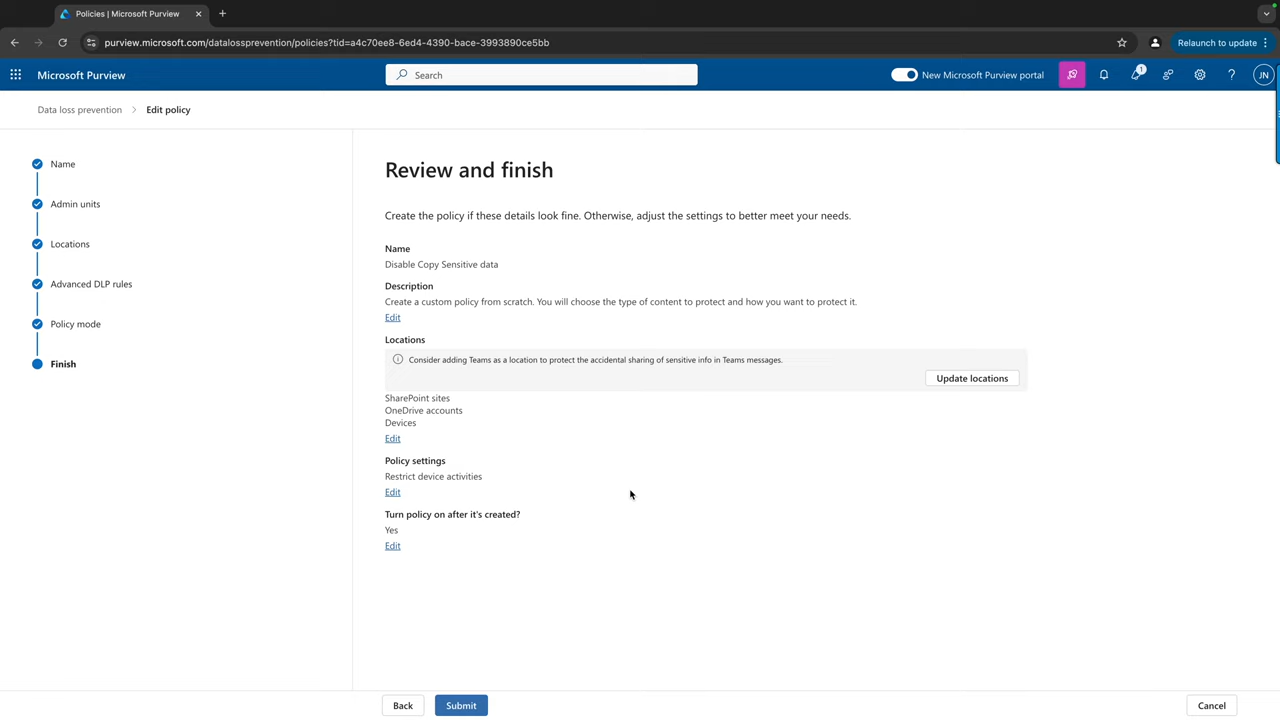 Policies | Microsoft Purview
purview.microsoft.com/datalossprevention/policies?tid=a4c70ee8-6ed4-4390-bace-3993890ce5bb
Relaunch to update
Microsoft Purview
Search
New Microsoft Purview portal
1
JN
Data loss prevention
Edit policy
Name
Admin units
Locations
Advanced DLP rules
Policy mode
Finish
Review and finish
Create the policy if these details look fine. Otherwise, adjust the settings to better meet your needs.
Name
Disable Copy Sensitive data
Description
Create a custom policy from scratch. You will choose the type of content to protect and how you want to protect it.
Edit
Locations
Consider adding Teams as a location to protect the accidental sharing of sensitive info in Teams messages.
Update locations
SharePoint sites
OneDrive accounts
Devices
Edit
Policy settings
Restrict device activities
Edit
Turn policy on after it's created?
Yes
Edit
Back
Submit
Cancel